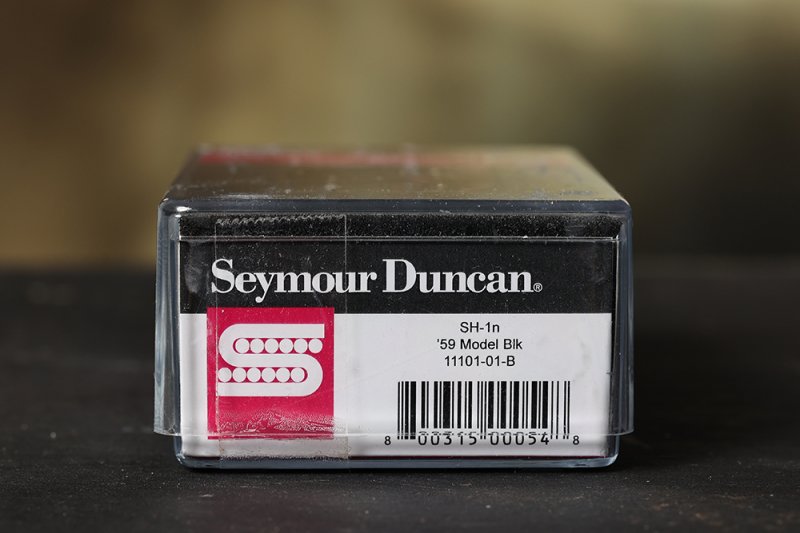 Seymour Duncan®
SH-1n
'59 Model Blk
11101-01-B
8 00315 00054 8